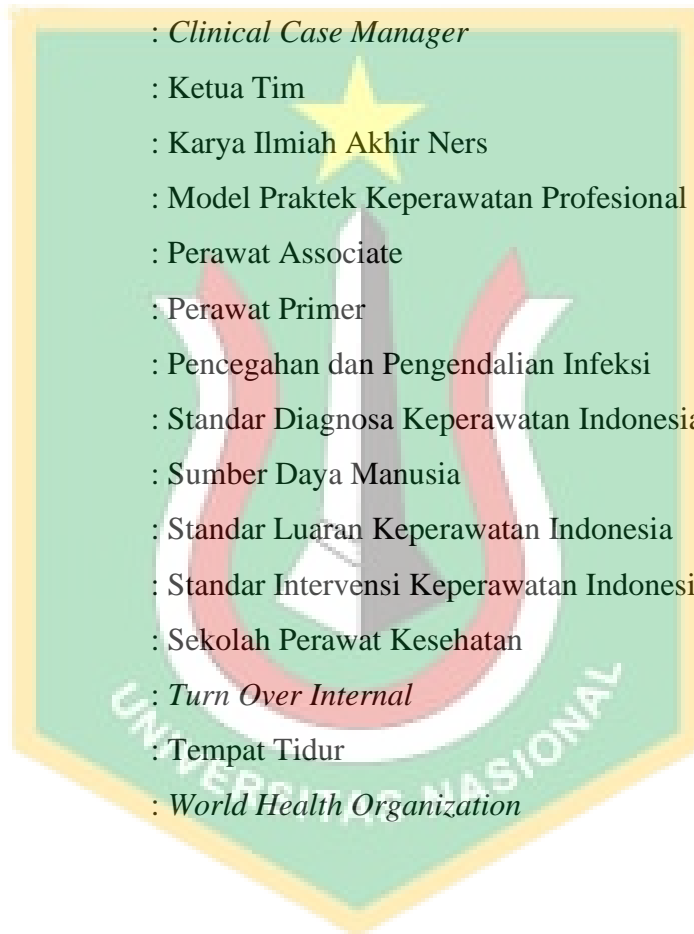 : Clinical Case Manager
: Ketua Tim
: Karya Ilmiah Akhir Ners
: Model Praktek Keperawatan Profesional
: Perawat Associate
: Perawat Primer
: Pencegahan dan Pengendalian Infeksi
: Standar Diagnosa Keperawatan Indonesia
: Sumber Daya Manusia
: Standar Luaran Keperawatan Indonesia
: Standar Intervensi Keperawatan Indonesi
: Sekolah Perawat Kesehatan
: Turn Over Internal
: Tempat Tidur
: World Health Organization
UNIVERSITAS NASIONAL